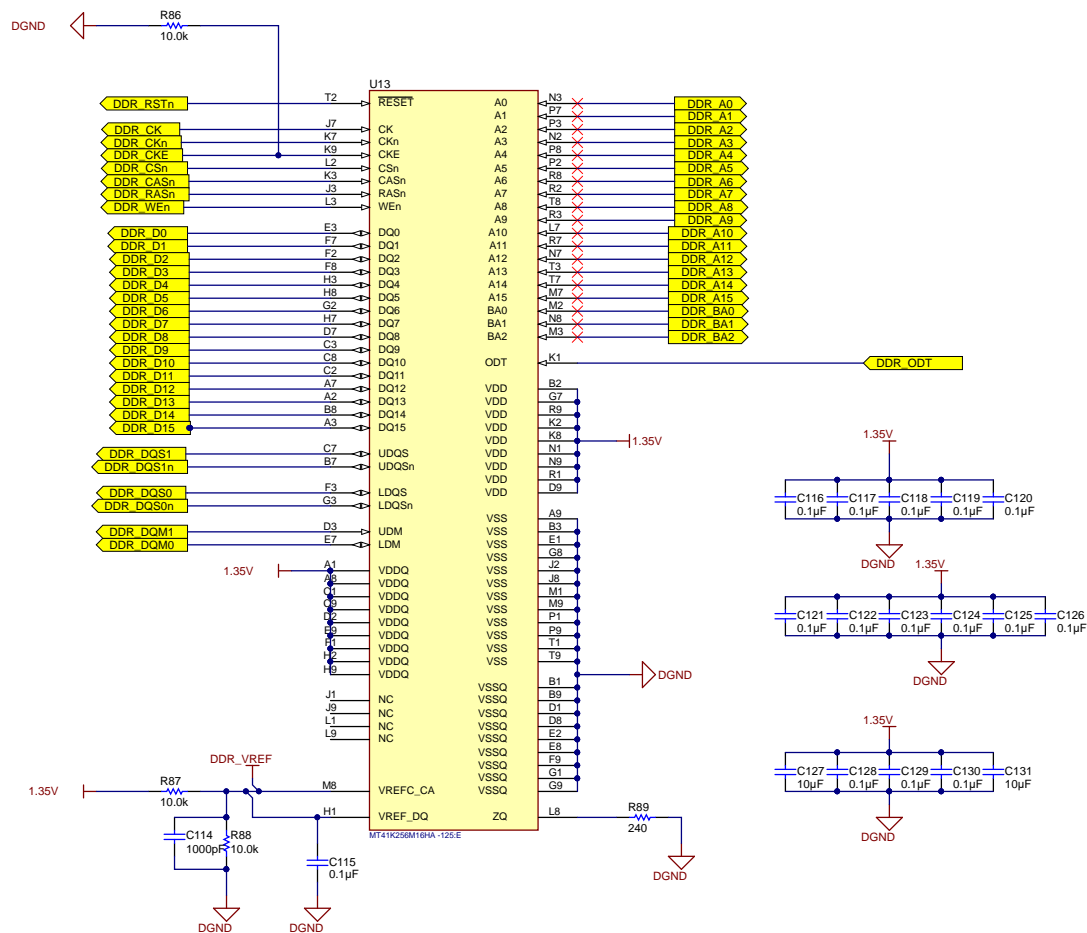 R86
DGND
10.0k
U13
DDR_RSTn T2 RESET A0 N3 DDR_A0
A1 P7 DDR_A1
DDR_CK J7 CK A2 P3 DDR_A2
DDR_CKn K7 CKn A3 N2 DDR_A3
DDR_CKE K9 CKE A4 P8 DDR_A4
DDR_CSn L2 CSn A5 P2 DDR_A5
DDR_CASn K3 CASn A6 R8 DDR_A6
DDR_RASn J3 RASn A7 R2 DDR_A7
DDR_WEn L3 WEn A8 T8 DDR_A8
A9 R3 DDR_A9
DDR_D0 E3 DQ0 A10 L7 DDR_A10
DDR_D1 F7 DQ1 A11 R7 DDR_A11
DDR_D2 F2 DQ2 A12 N7 DDR_A12
DDR_D3 F8 DQ3 A13 T3 DDR_A13
DDR_D4 H3 DQ4 A14 T7 DDR_A14
DDR_D5 H8 DQ5 A15 M7 DDR_A15
DDR_D6 G2 DQ6 BA0 M2 DDR_BA0
DDR_D7 H7 DQ7 BA1 N8 DDR_BA1
DDR_D8 D7 DQ8 BA2 M3 DDR_BA2
DDR_D9 C3 DQ9
DDR_D10 C8 DQ10 ODT K1 DDR_ODT
DDR_D11 C2 DQ11
DDR_D12 A7 DQ12 VDD B2
DDR_D13 A2 DQ13 VDD G7
DDR_D14 B8 DQ14 VDD R9
DDR_D15 A3 DQ15 VDD K2
VDD K8 1.35V
DDR_DQS1 C7 UDQS VDD N1
DDR_DQS1n B7 UDQSn VDD N9
VDD R1
DDR_DQS0 F3 LDQS VDD D9
DDR_DQS0n G3 LDQSn
VSS A9
DDR_DQM1 D3 UDM VSS B3
DDR_DQM0 E7 LDM VSS E1
VSS G8
1.35V A1 VDDQ VSS J2
A8 VDDQ VSS J8
C1 VDDQ VSS M1
C9 VDDQ VSS M9
D2 VDDQ VSS P1
E9 VDDQ VSS P9
F1 VDDQ VSS T1
H2 VDDQ VSS T9
H9 VDDQ DGND
VSSQ B1
J1 NC VSSQ B9
J9 NC VSSQ D1
L1 NC VSSQ D8
L9 NC VSSQ E2
VSSQ E8
VSSQ F9
VSSQ G1
DDR_VREF
1.35V R87 M8 VREFC_CA VSSQ G9
10.0k
H1 VREF_DQ ZQ L8 R89
240
MT41K256M16HA -125:E
C114 R88
1000pF 10.0k
C115
0.1µF
DGND
DGND
DGND
1.35V
C116 C117 C118 C119 C120
0.1µF 0.1µF 0.1µF 0.1µF 0.1µF
DGND
1.35V
C121 C122 C123 C124 C125 C126
0.1µF 0.1µF 0.1µF 0.1µF 0.1µF 0.1µF
DGND
1.35V
C127 C128 C129 C130 C131
10µF 0.1µF 0.1µF 0.1µF 10µF
DGND